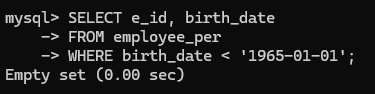 mysql> SELECT e_id, birth_date
    -> FROM employee_per
    -> WHERE birth_date < '1965-01-01';
Empty set (0.00 sec)